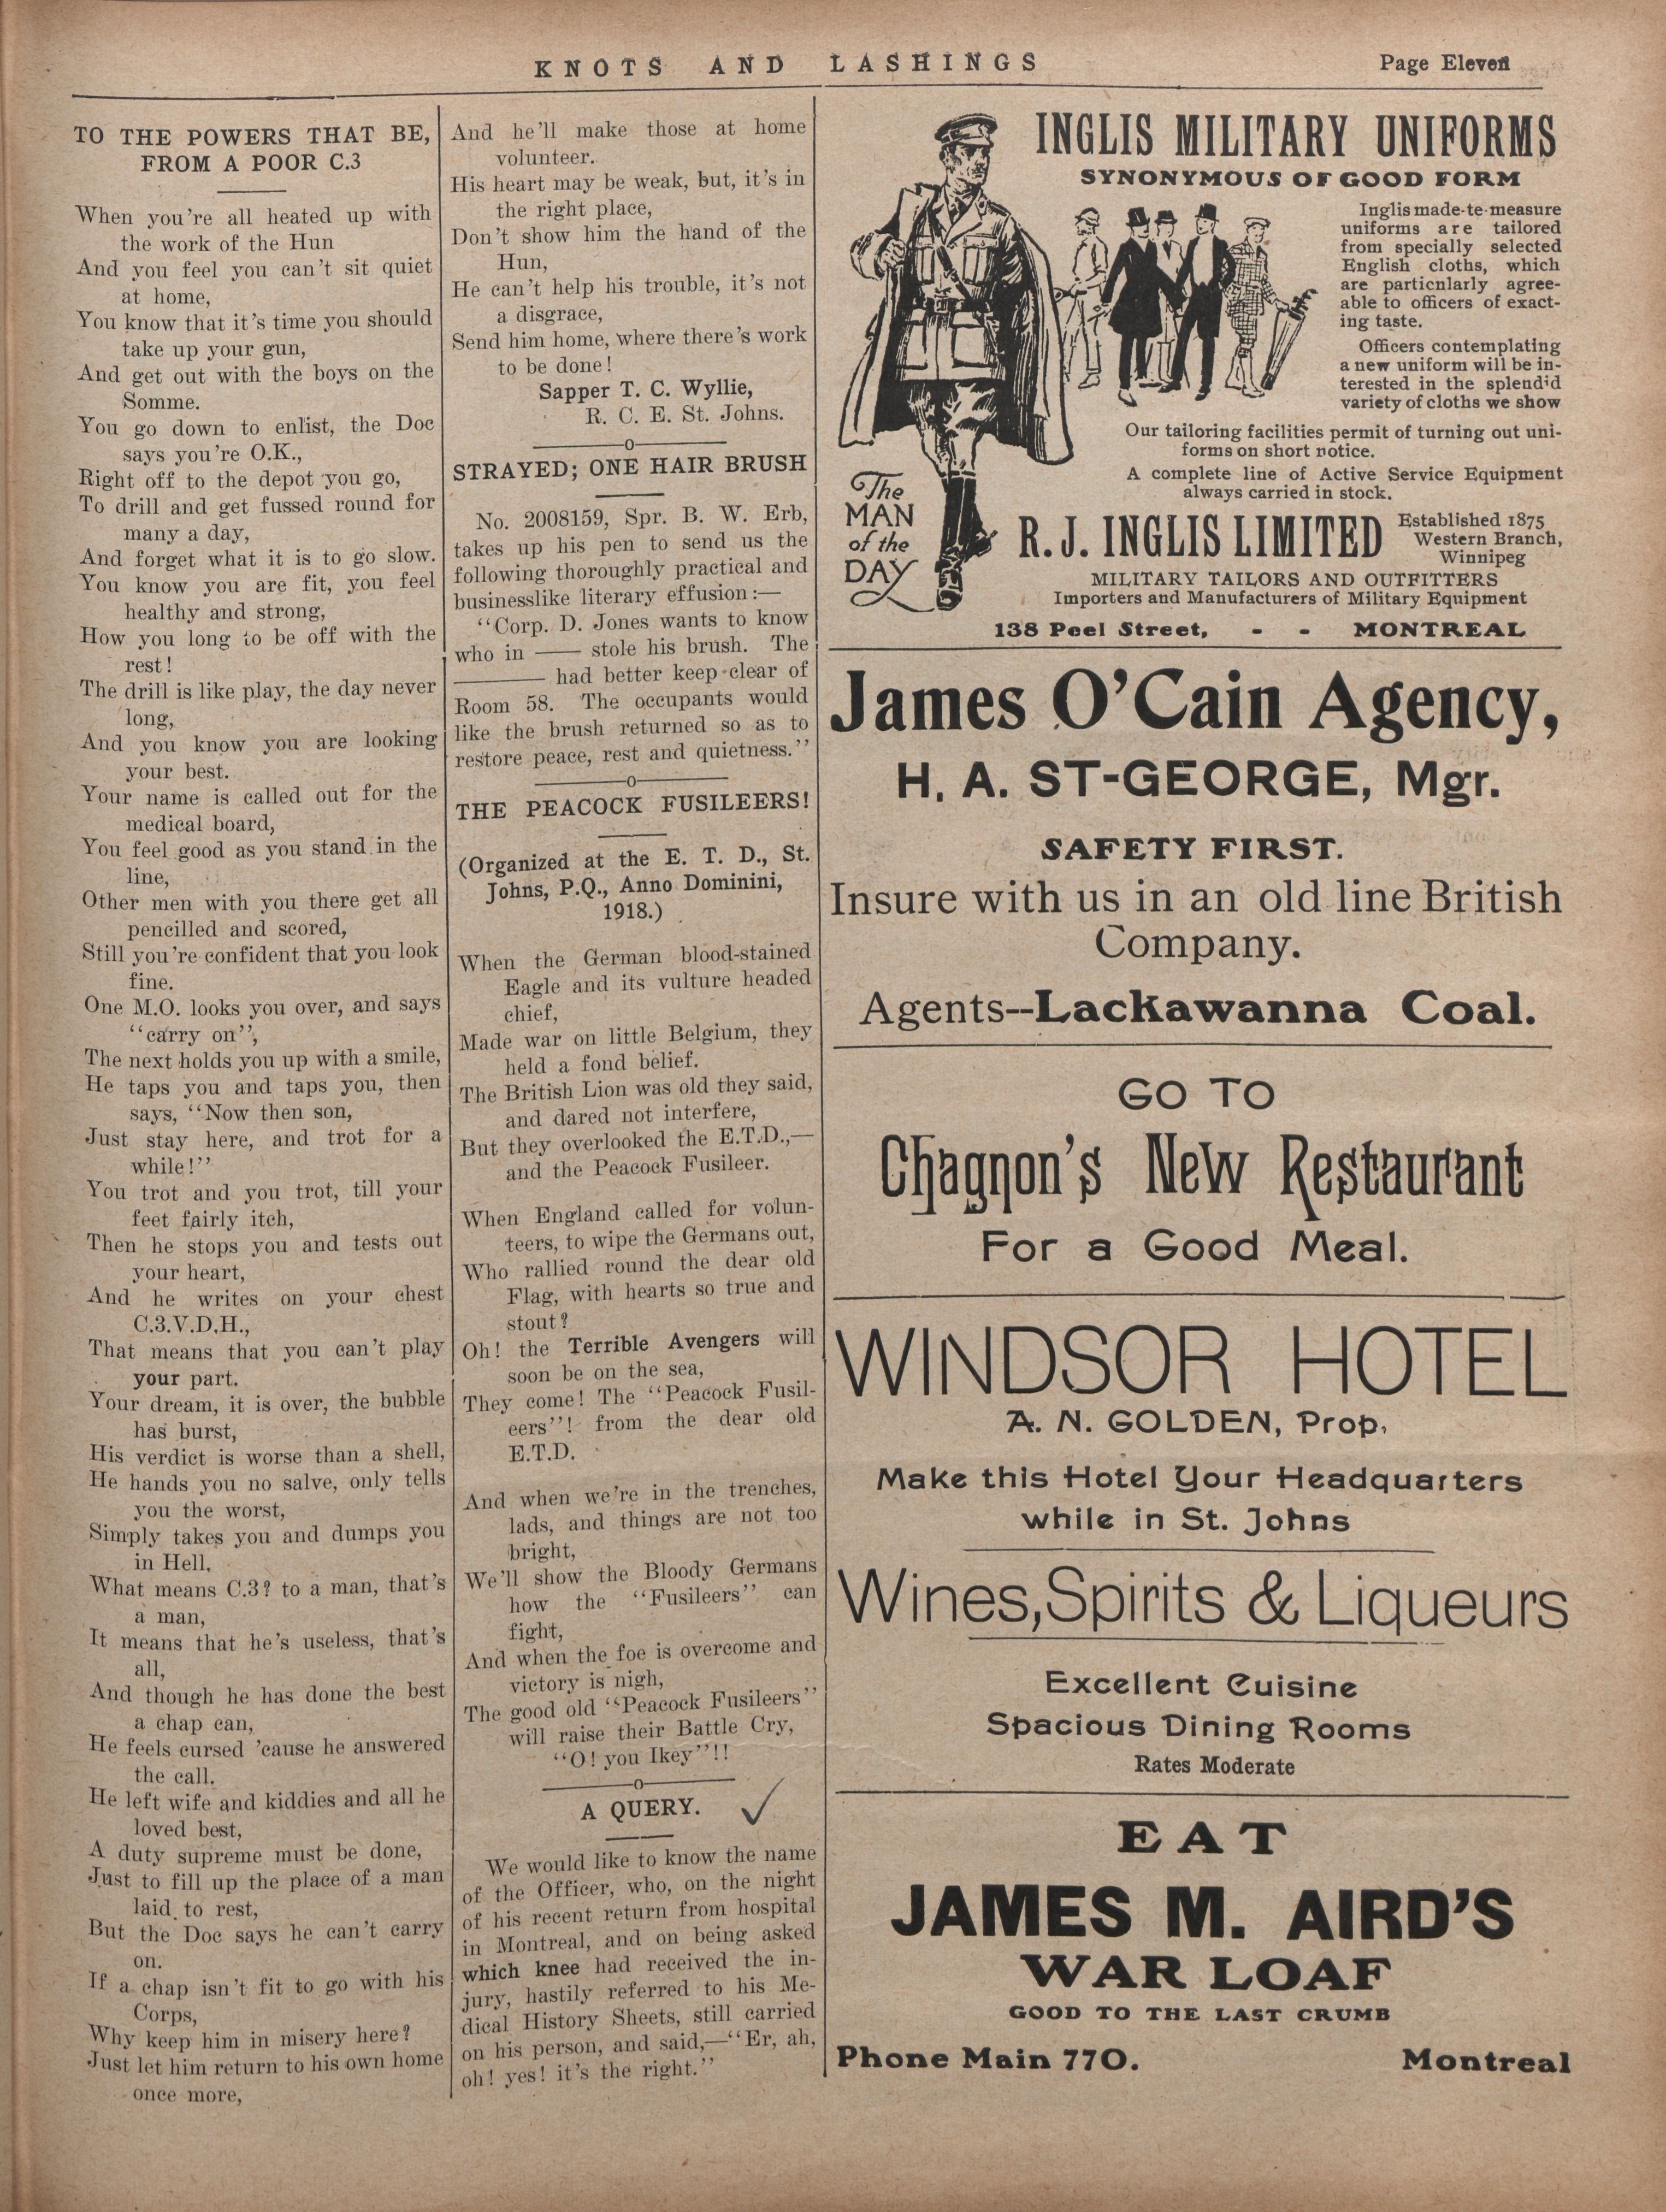 KNOTS AND LASHINGS
Page Eleven
TO THE POWERS THAT BE,
FROM A POOR C.3
When you're all heated up with
the work of the Hun
And you feel you can't sit quiet
at home,
You know that it's time you should
take up your gun,
And get out with the boys on the
Somme.
You go down to enlist, the Doc
says you're O.K.,
Right off to the depot you go,
To drill and get fussed round for
many a day,
And forget what it is to go slow.
You know you are fit, you feel
healthy and strong,
How you long to be off with the
rest!
The drill is like play, the day never
long,
And you know you are looking
your best.
Your name is called out for the
medical board,
You feel good as you stand in the
line,
Other men with you there get all
pencilled and scored,
Still you're confident that you look
fine.
One M.O. looks you over, and says
"carry on",
The next holds you up with a smile,
He taps you and taps you, then
says, "Now then son,
Just stay here, and trot for a
while!"
You trot and you trot, till your
feet fairly itch,
Then he stops you and tests out
your heart,
And he writes on your chest
C.3.V.D.H.,
That means that you can't play
your part.
Your dream, it is over, the bubble
has burst,
His verdict is worse than a shell,
He hands you no salve, only tells
you the worst,
Simply takes you and dumps you
in Hell.
What means C.3? to a man, that's
a man,
It means that he's useless, that's
all,
And though he has done the best
a chap can,
He feels cursed 'cause he answered
the call.
He left wife and kiddies and all he
loved best,
A duty supreme must be done,
Just to fill up the place of a man
laid to rest,
But the Doc says he can't carry
on.
If a chap isn't fit to go with his
Corps,
Why keep him in misery here?
Just let him return to his own home
once more,
And he'll make those at home
volunteer.
His heart may be weak, but, it's in
the right place,
Don't show him the hand of the
Hun,
He can't help his trouble, it's not
a disgrace,
Send him home, where there's work
to be done!
Sapper T. C. Wyllie,
R. C. E. St. Johns.
STRAYED; ONE HAIR BRUSH
No. 2008159, Spr. B. W. Erb,
takes up his pen to send us the
following thoroughly practical and
businesslike literary effusion:—
"Corp. D. Jones wants to know
who in —— stole his brush. The
———— had better keep clear of
Room 58. The occupants would
like the brush returned so as to
restore peace, rest and quietness."
THE PEACOCK FUSILEERS!
(Organized at the E. T. D., St.
Johns, P.Q., Anno Dominini,
1918.)
When the German blood-stained
Eagle and its vulture headed
chief,
Made war on little Belgium, they
held a fond belief.
The British Lion was old they said,
and dared not interfere,
But they overlooked the E.T.D.,—
and the Peacock Fusileer.
When England called for volun-
teers, to wipe the Germans out,
Who rallied round the dear old
Flag, with hearts so true and
stout?
Oh! the Terrible Avengers will
soon be on the sea,
They come! The "Peacock Fusil-
eers"! from the dear old
E.T.D.
And when we're in the trenches,
lads, and things are not too
bright,
We'll show the Bloody Germans
how the "Fusileers" can
fight,
And when the foe is overcome and
victory is nigh,
The good old "Peacock Fusileers"
will raise their Battle Cry,
"O! you Ikey"!!
A QUERY.
We would like to know the name
of the Officer, who, on the night
of his recent return from hospital
in Montreal, and on being asked
which knee had received the in-
jury, hastily referred to his Me-
dical History Sheets, still carried
on his person, and said,—"Er, ah,
oh! yes! it's the right."
INGLIS MILITARY UNIFORMS
SYNONYMOUS OF GOOD FORM
Inglis made-te-measure
uniforms are tailored
from specially selected
English cloths, which
are particnlarly agree-
able to officers of exact-
ing taste.
Officers contemplating
a new uniform will be in-
terested in the splendid
variety of cloths we show
Our tailoring facilities permit of turning out uni-
forms on short notice.
A complete line of Active Service Equipment
always carried in stock.
The
MAN
of the
DAY
R. J. INGLIS LIMITED
Established 1875
Western Branch,
Winnipeg
MILITARY TAILORS AND OUTFITTERS
Importers and Manufacturers of Military Equipment
138 Peel Street, - - MONTREAL
James O'Cain Agency,
H. A. ST-GEORGE, Mgr.
SAFETY FIRST.
Insure with us in an old line British
Company.
Agents--Lackawanna Coal.
GO TO
Chagnon's New Restaurant
For a Good Meal.
WINDSOR HOTEL
A. N. GOLDEN, Prop.
Make this Hotel Your Headquarters
while in St. Johns
Wines, Spirits & Liqueurs
Excellent Cuisine
Spacious Dining Rooms
Rates Moderate
EAT
JAMES M. AIRD'S
WAR LOAF
GOOD TO THE LAST CRUMB
Phone Main 770. Montreal